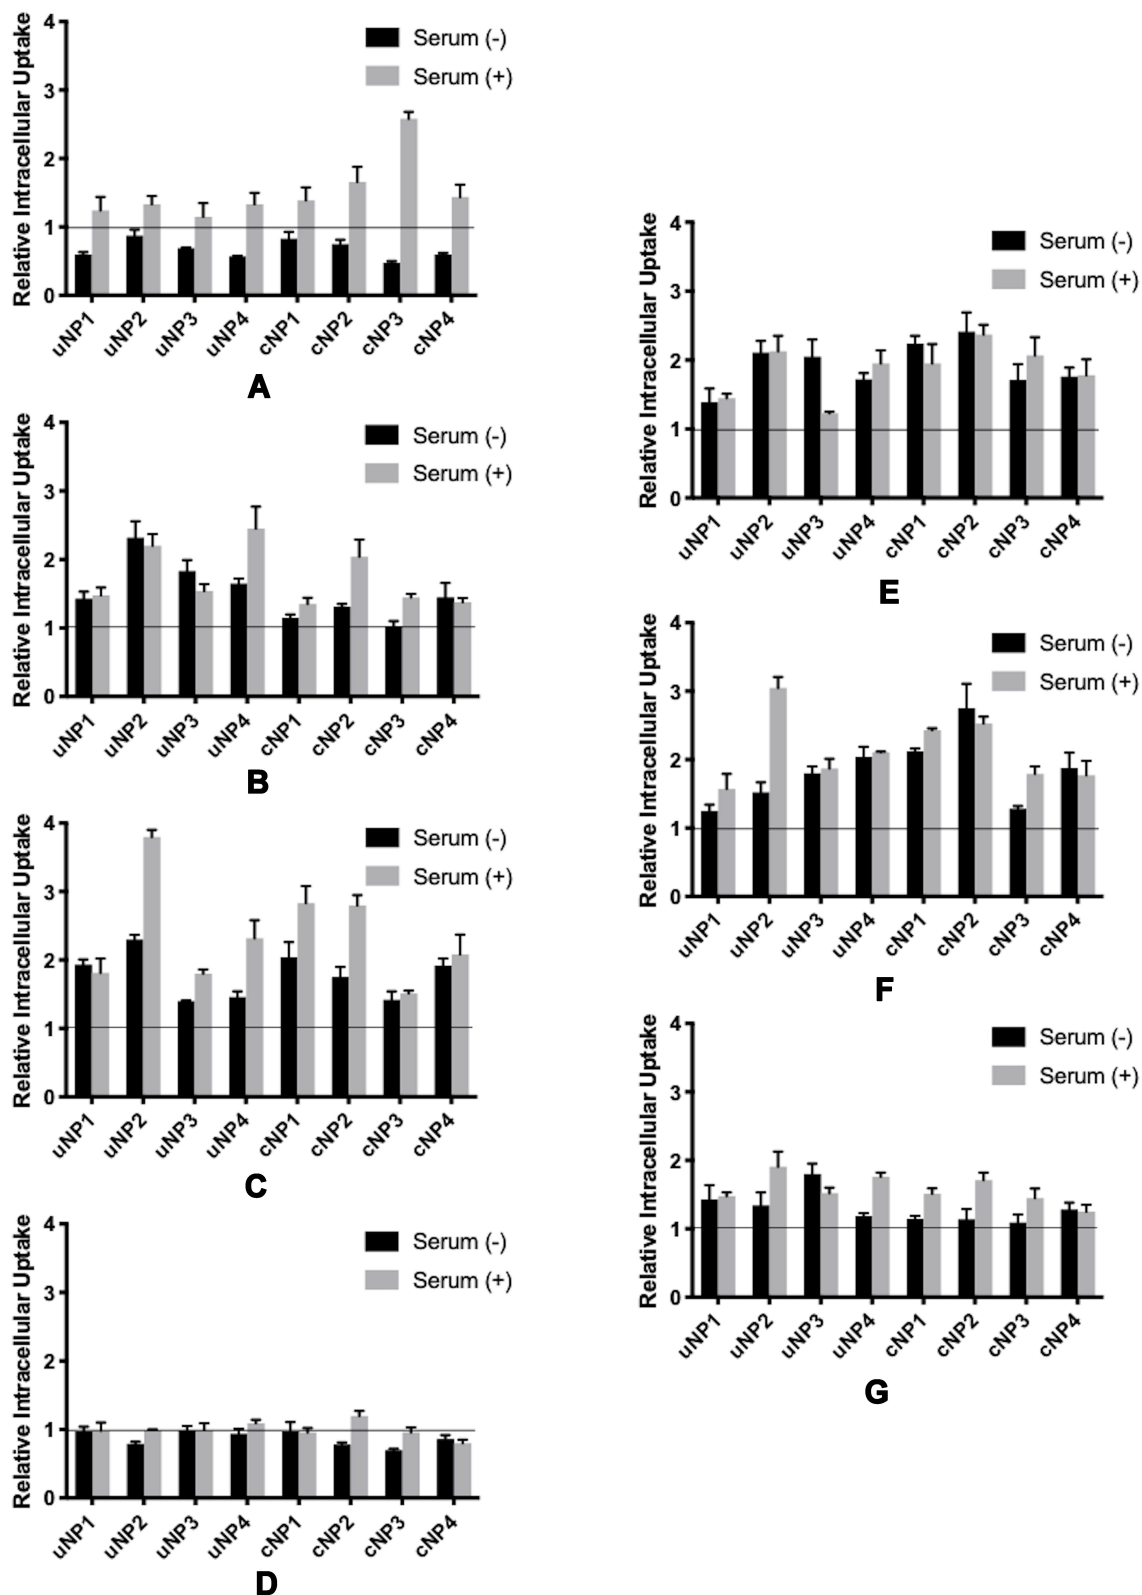 Relative Intracellular Uptake
4
3
2
1
0
Serum (-)
Serum (+)
uNP1 uNP2 uNP3 uNP4 cNP1 cNP2 cNP3 cNP4
A
Relative Intracellular Uptake
4
3
2
1
0
Serum (-)
Serum (+)
uNP1 uNP2 uNP3 uNP4 cNP1 cNP2 cNP3 cNP4
B
Relative Intracellular Uptake
4
3
2
1
0
Serum (-)
Serum (+)
uNP1 uNP2 uNP3 uNP4 cNP1 cNP2 cNP3 cNP4
C
Relative Intracellular Uptake
4
3
2
1
0
Serum (-)
Serum (+)
uNP1 uNP2 uNP3 uNP4 cNP1 cNP2 cNP3 cNP4
D
Relative Intracellular Uptake
4
3
2
1
0
Serum (-)
Serum (+)
uNP1 uNP2 uNP3 uNP4 cNP1 cNP2 cNP3 cNP4
E
Relative Intracellular Uptake
4
3
2
1
0
Serum (-)
Serum (+)
uNP1 uNP2 uNP3 uNP4 cNP1 cNP2 cNP3 cNP4
F
Relative Intracellular Uptake
4
3
2
1
0
Serum (-)
Serum (+)
uNP1 uNP2 uNP3 uNP4 cNP1 cNP2 cNP3 cNP4
G